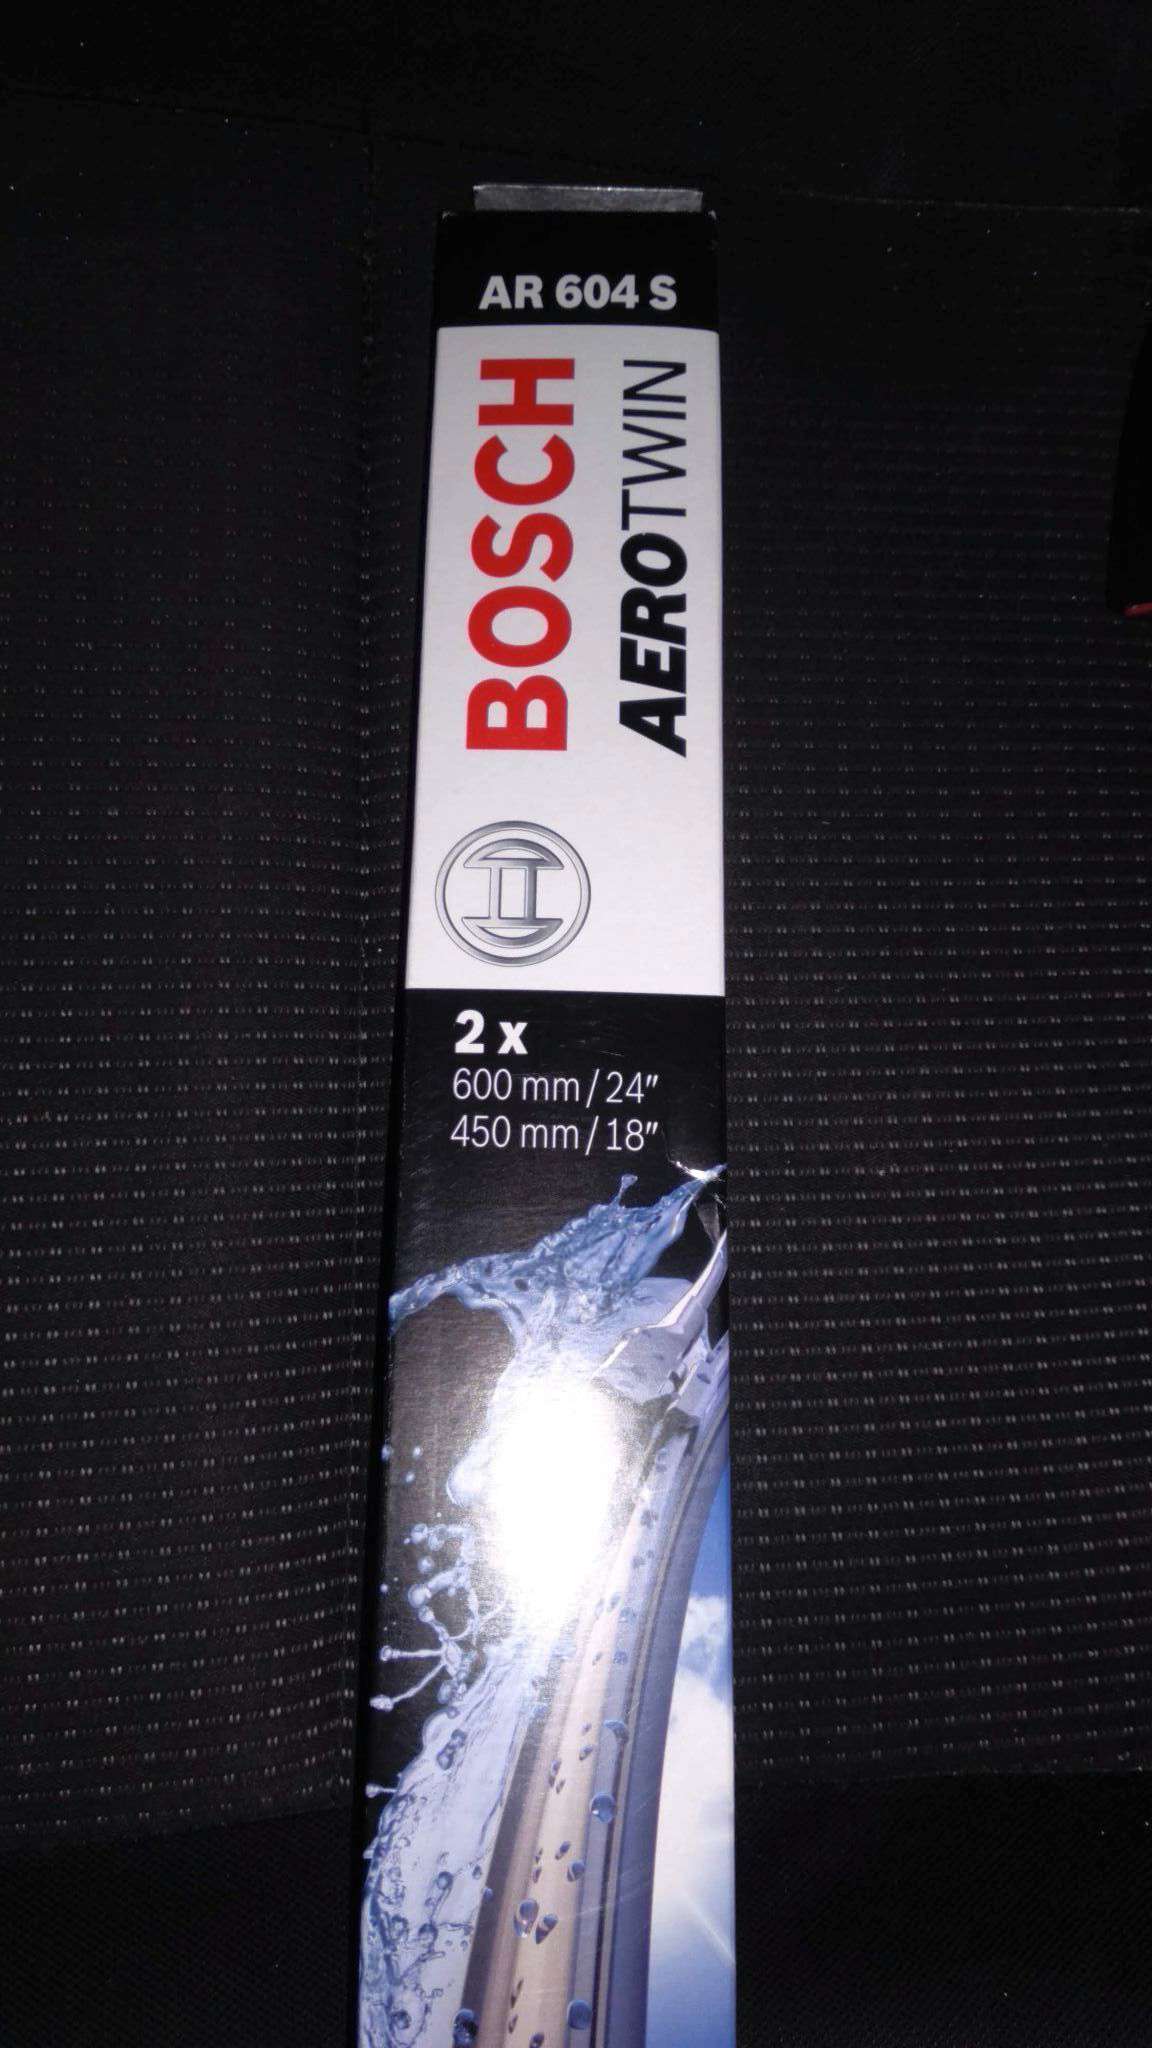 AR 604 S
BOSCH
AEROTWIN
2 x
600 mm / 24"
450 mm / 18"